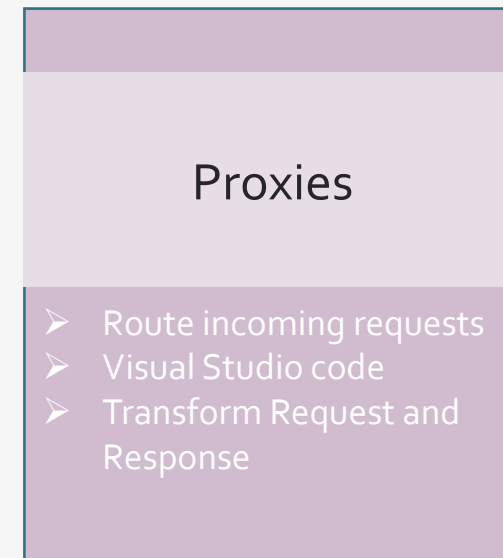 Proxies
➢ Route incoming requests
➢ Visual Studio code
➢ Transform Request and
Response